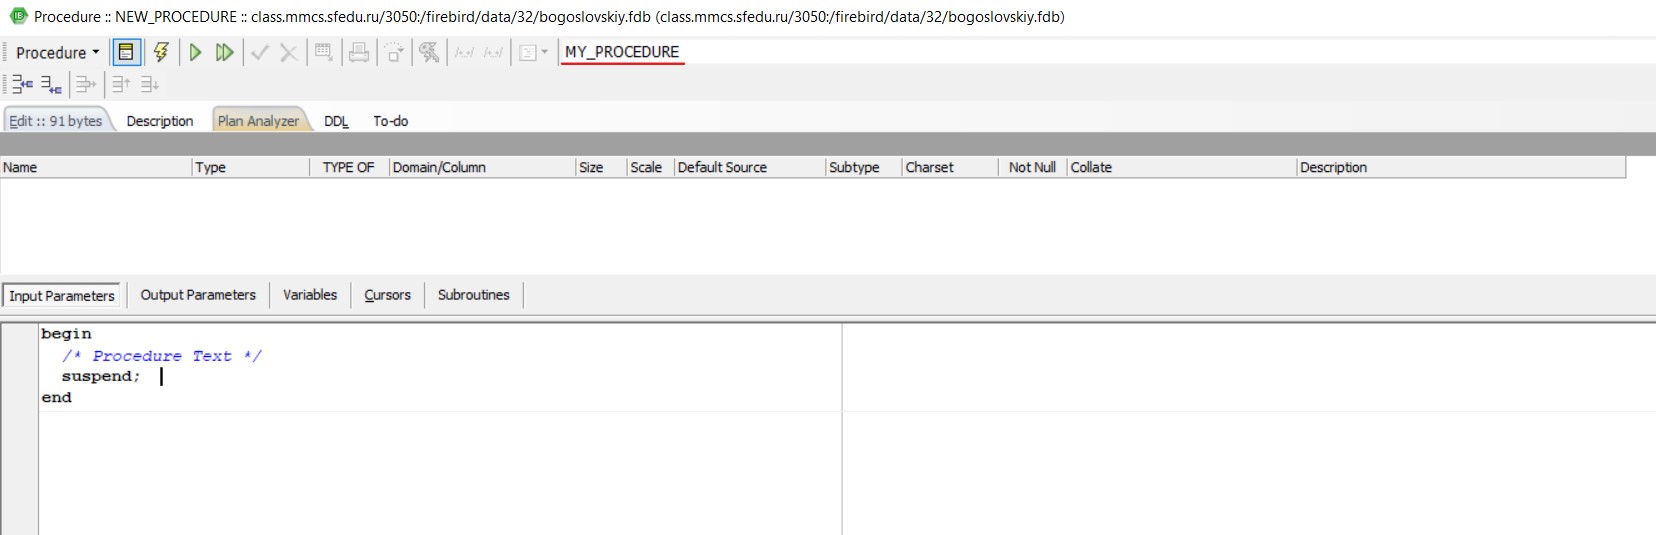 Procedure :: NEW_PROCEDURE :: class.mmcs.sfedu.ru/3050:/firebird/data/32/bogoslovskiy.fdb (class.mmcs.sfedu.ru/3050:/firebird/data/32/bogoslovskiy.fdb)
Procedure MY_PROCEDURE
Edit :: 91 bytes Description Plan Analyzer DDL To-do
Name Type TYPE OF Domain/Column Size Scale Default Source Subtype Charset Not Null Collate Description
Input Parameters Output Parameters Variables Cursors Subroutines
begin
/* Procedure Text */
suspend;
end